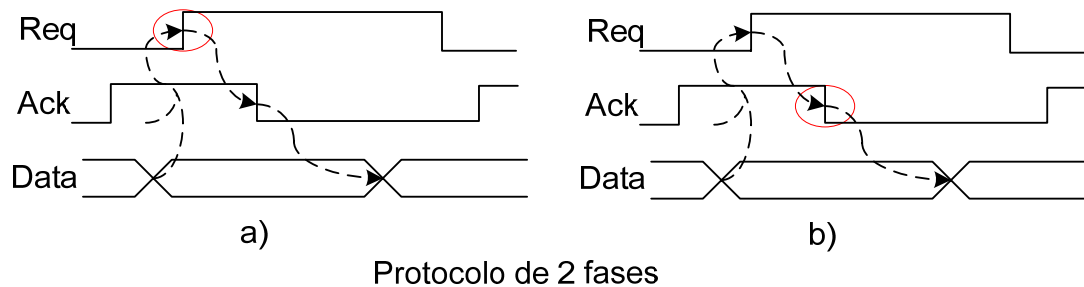 Req
Ack
Data
a)
Req
Ack
Data
b)
Protocolo de 2 fases